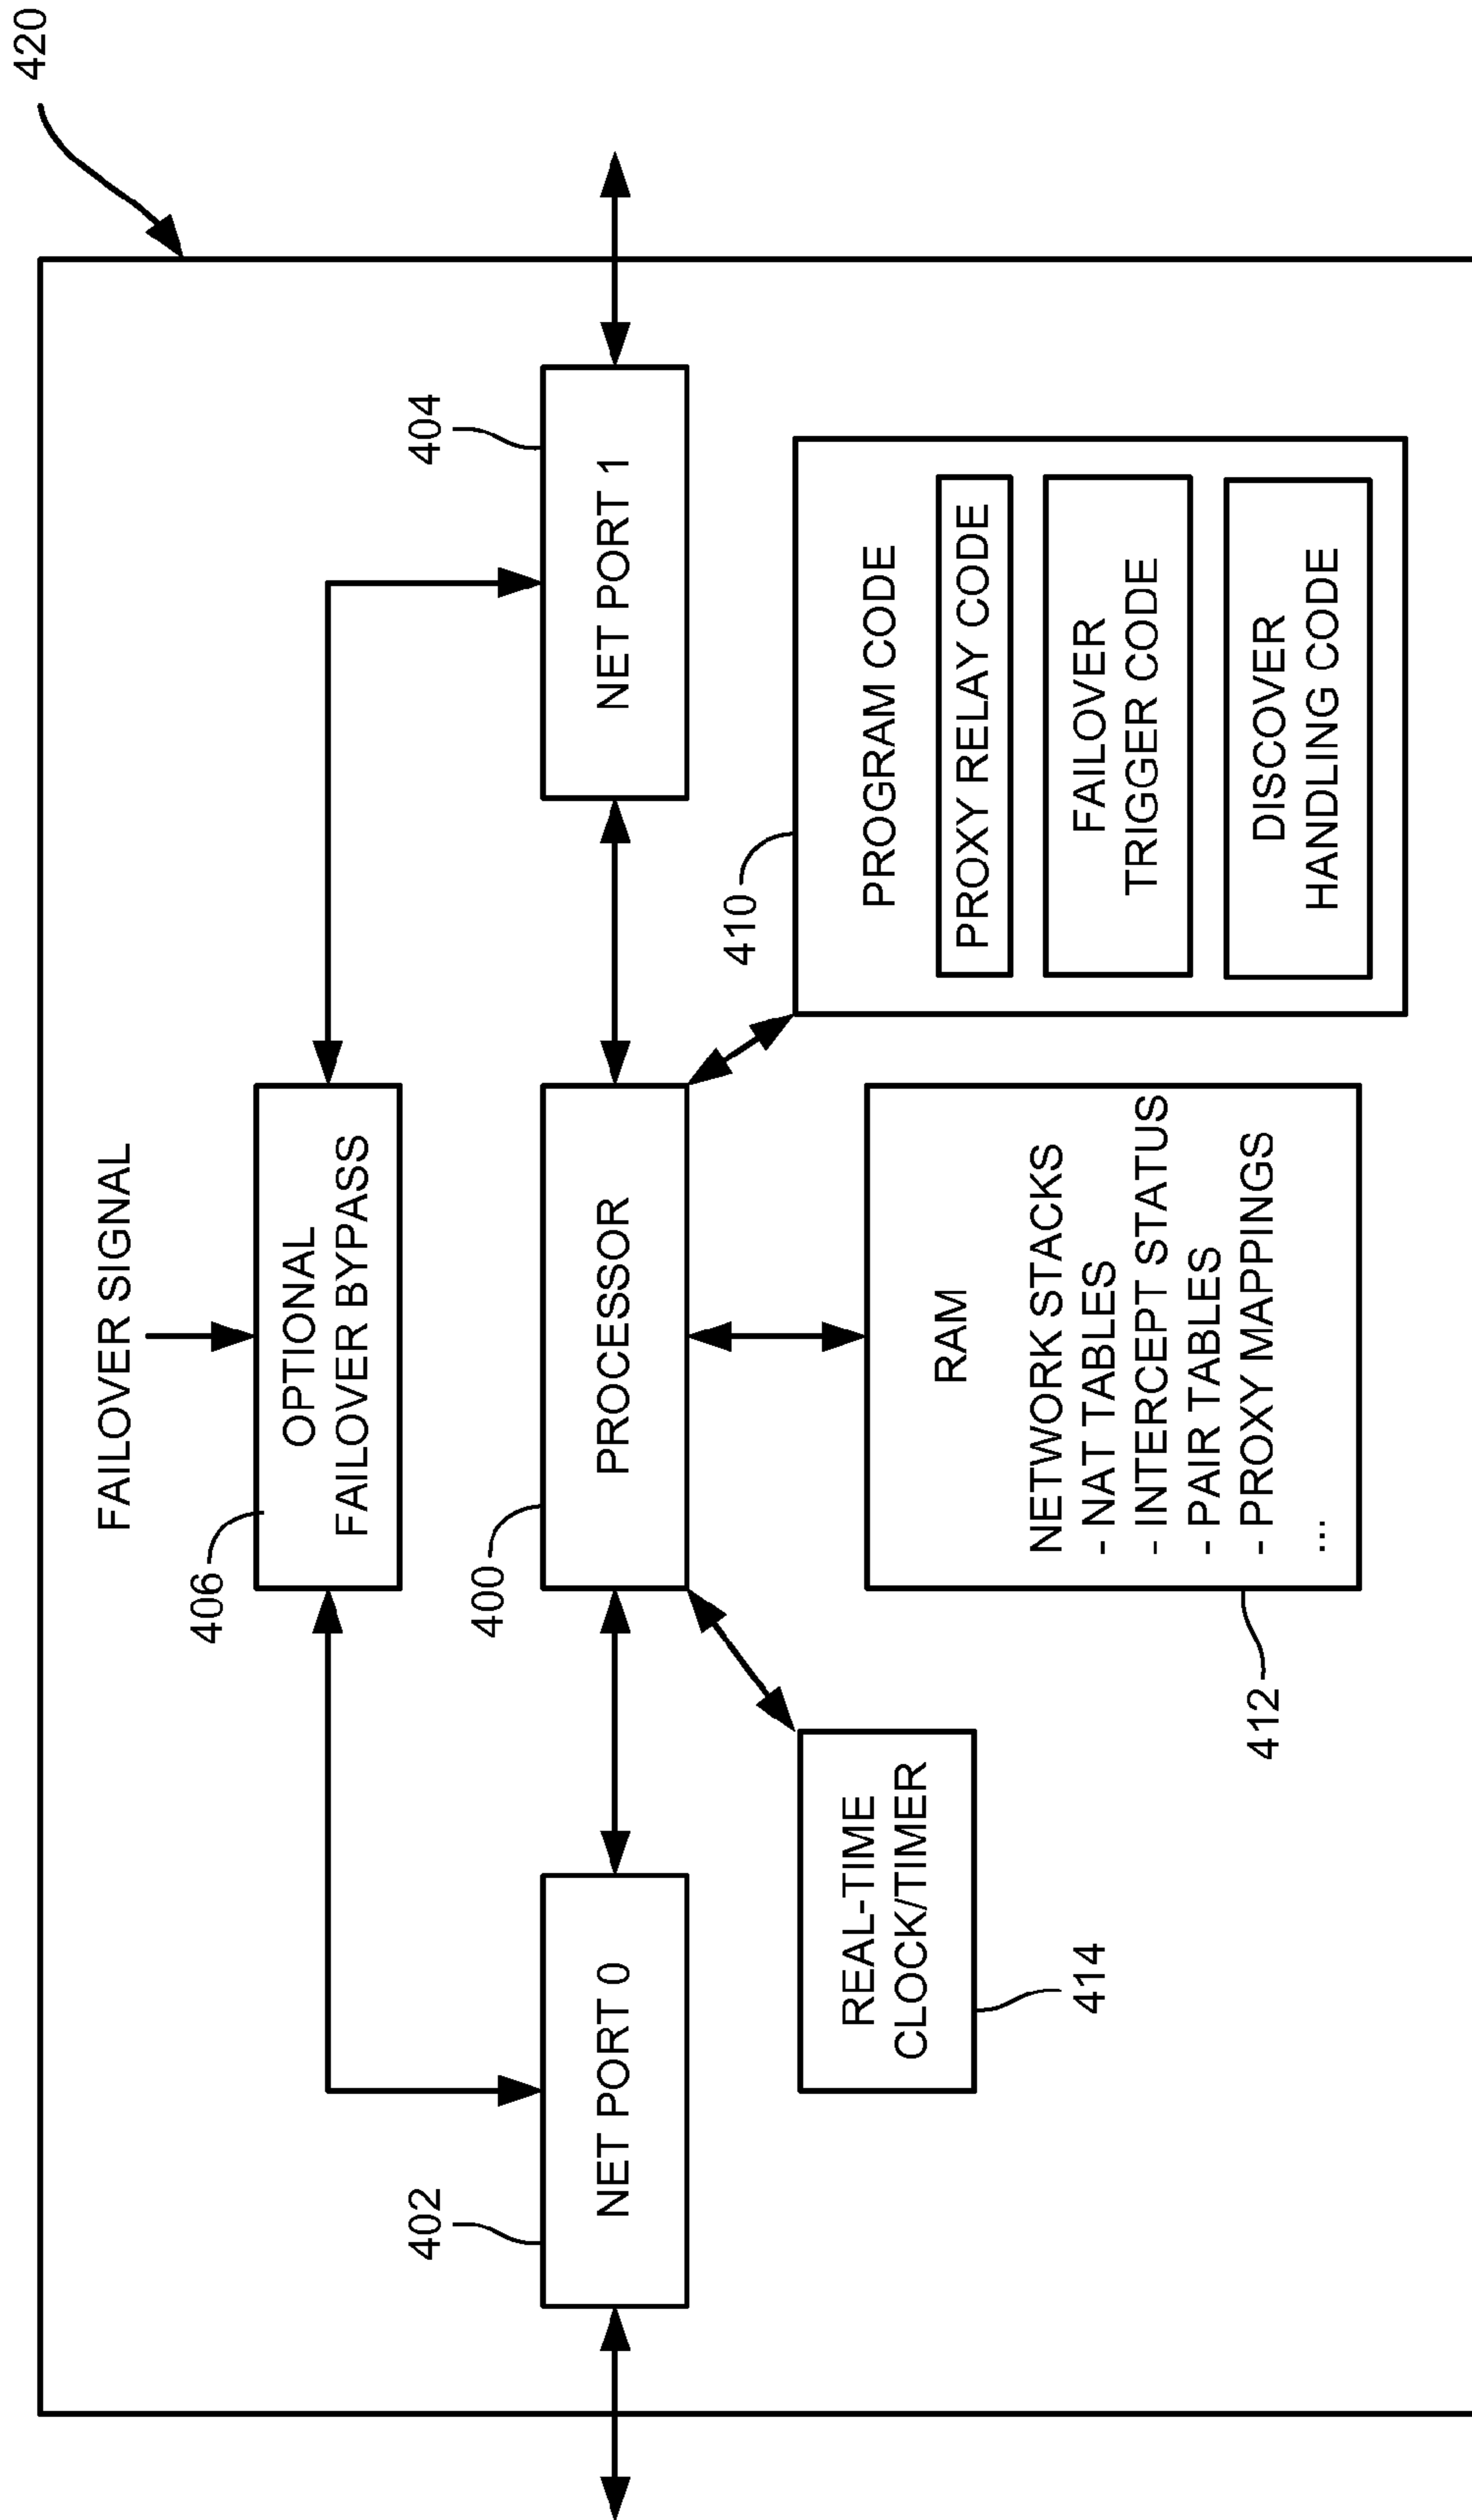 420
FAILOVER SIGNAL
406
OPTIONAL
FAILOVER BYPASS
402
NET PORT 0
400
PROCESSOR
404
NET PORT 1
REAL-TIME
CLOCK/TIMER
414
RAM
NETWORK STACKS
- NAT TABLES
- INTERCEPT STATUS
- PAIR TABLES
- PROXY MAPPINGS
...
412
410
PROGRAM CODE
PROXY RELAY CODE
FAILOVER
TRIGGER CODE
DISCOVER
HANDLING CODE